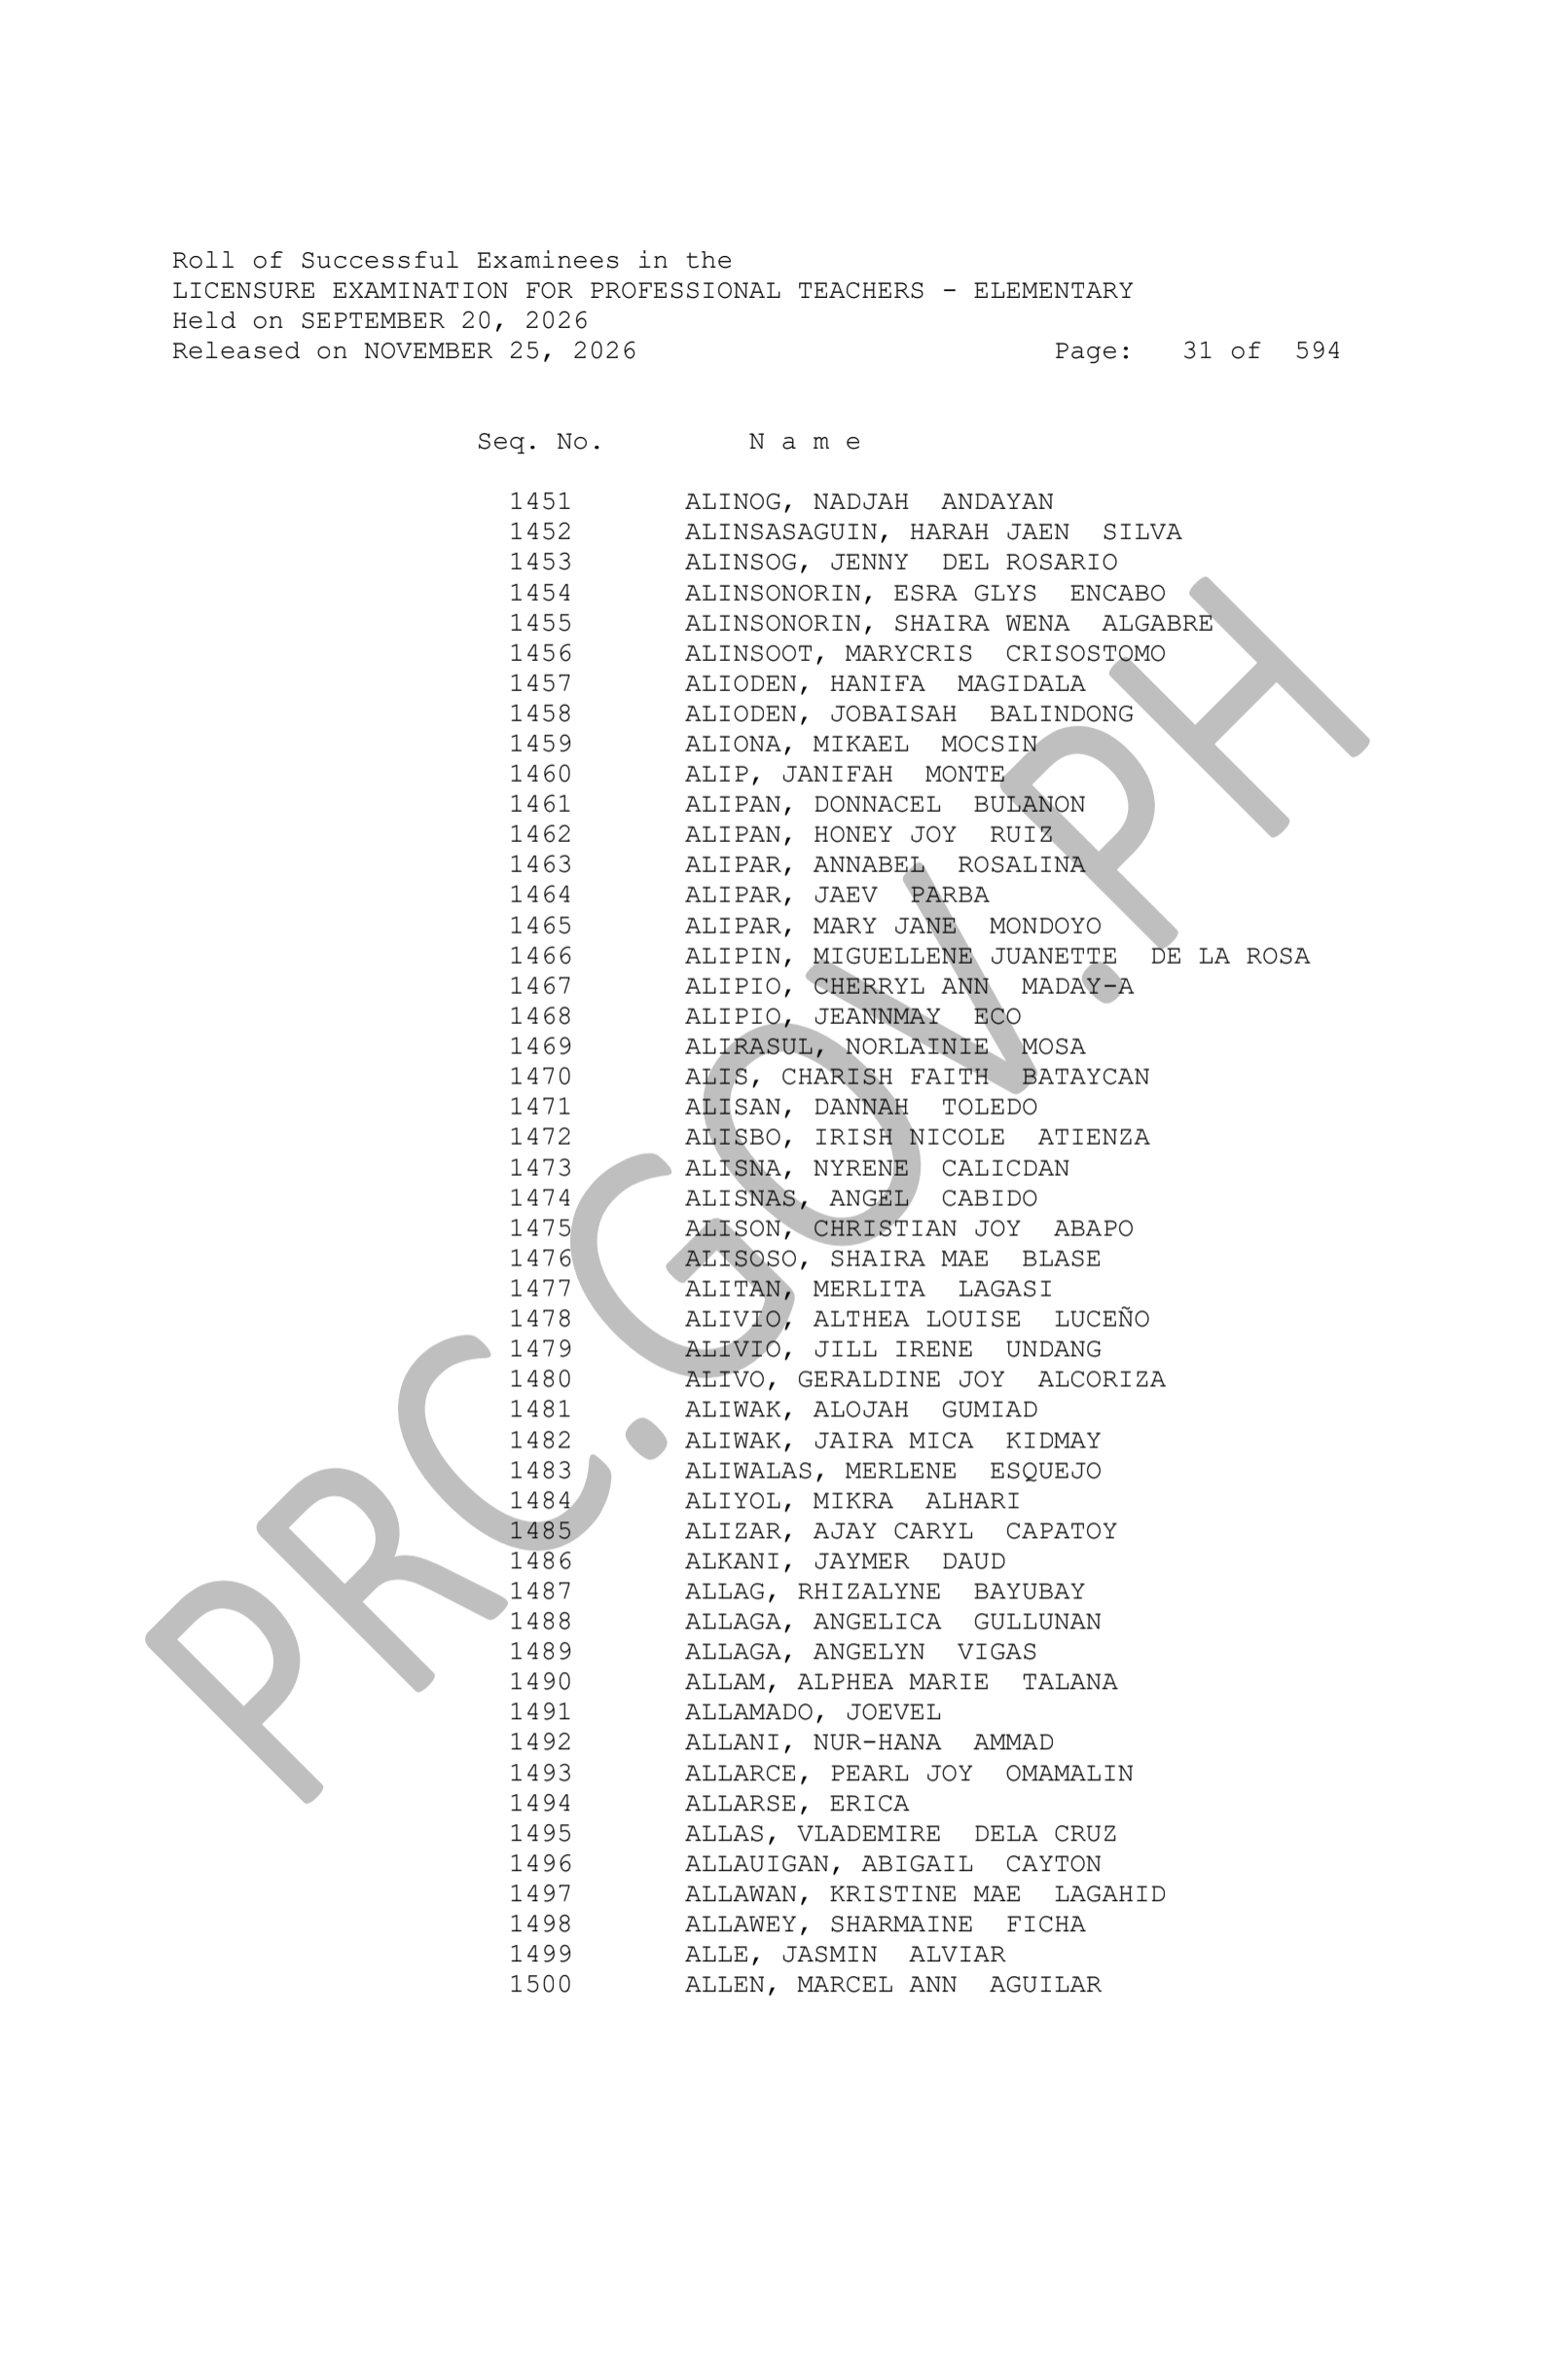 Roll of Successful Examinees in the
LICENSURE EXAMINATION FOR PROFESSIONAL TEACHERS - ELEMENTARY
Held on SEPTEMBER 20, 2026
Released on NOVEMBER 25, 2026 Page: 31 of 594
Seq. No. N a m e
1451 ALINOG, NADJAH ANDAYAN
1452 ALINSASAGUIN, HARAH JAEN SILVA
1453 ALINSOG, JENNY DEL ROSARIO
1454 ALINSONORIN, ESRA GLYS ENCABO
1455 ALINSONORIN, SHAIRA WENA ALGABRE
1456 ALINSOOT, MARYCRIS CRISOSTOMO
1457 ALIODEN, HANIFA MAGIDALA
1458 ALIODEN, JOBAISAH BALINDONG
1459 ALIONA, MIKAEL MOCSIN
1460 ALIP, JANIFAH MONTE
1461 ALIPAN, DONNACEL BULANON
1462 ALIPAN, HONEY JOY RUIZ
1463 ALIPAR, ANNABEL ROSALINA
1464 ALIPAR, JAEV PARBA
1465 ALIPAR, MARY JANE MONDOYO
1466 ALIPIN, MIGUELLENE JUANETTE DE LA ROSA
1467 ALIPIO, CHERRYL ANN MADAY-A
1468 ALIPIO, JEANNMAY ECO
1469 ALIRASUL, NORLAINIE MOSA
1470 ALIS, CHARISH FAITH BATAYCAN
1471 ALISAN, DANNAH TOLEDO
1472 ALISBO, IRISH NICOLE ATIENZA
1473 ALISNA, NYRENE CALICDAN
1474 ALISNAS, ANGEL CABIDO
1475 ALISON, CHRISTIAN JOY ABAPO
1476 ALISOSO, SHAIRA MAE BLASE
1477 ALITAN, MERLITA LAGASI
1478 ALIVIO, ALTHEA LOUISE LUCEÑO
1479 ALIVIO, JILL IRENE UNDANG
1480 ALIVO, GERALDINE JOY ALCORIZA
1481 ALIWAK, ALOJAH GUMIAD
1482 ALIWAK, JAIRA MICA KIDMAY
1483 ALIWALAS, MERLENE ESQUEJO
1484 ALIYOL, MIKRA ALHARI
1485 ALIZAR, AJAY CARYL CAPATOY
1486 ALKANI, JAYMER DAUD
1487 ALLAG, RHIZALYNE BAYUBAY
1488 ALLAGA, ANGELICA GULLUNAN
1489 ALLAGA, ANGELYN VIGAS
1490 ALLAM, ALPHEA MARIE TALANA
1491 ALLAMADO, JOEVEL
1492 ALLANI, NUR-HANA AMMAD
1493 ALLARCE, PEARL JOY OMAMALIN
1494 ALLARSE, ERICA
1495 ALLAS, VLADEMIRE DELA CRUZ
1496 ALLAUIGAN, ABIGAIL CAYTON
1497 ALLAWAN, KRISTINE MAE LAGAHID
1498 ALLAWEY, SHARMAINE FICHA
1499 ALLE, JASMIN ALVIAR
1500 ALLEN, MARCEL ANN AGUILAR
PRC.GOV.PH